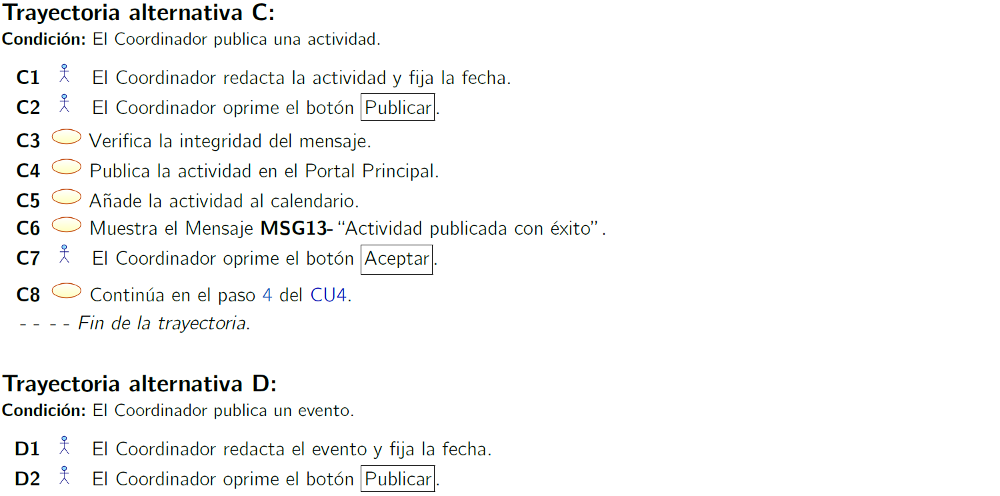 Trayectoria alternativa C:
Condición: El Coordinador publica una actividad.
C1 El Coordinador redacta la actividad y fija la fecha.
C2 El Coordinador oprime el botón Publicar.
C3 Verifica la integridad del mensaje.
C4 Publica la actividad en el Portal Principal.
C5 Añade la actividad al calendario.
C6 Muestra el Mensaje MSG13- “Actividad publicada con éxito”.
C7 El Coordinador oprime el botón Aceptar.
C8 Continúa en el paso 4 del CU4.
- - - - Fin de la trayectoria.
Trayectoria alternativa D:
Condición: El Coordinador publica un evento.
D1 El Coordinador redacta el evento y fija la fecha.
D2 El Coordinador oprime el botón Publicar.